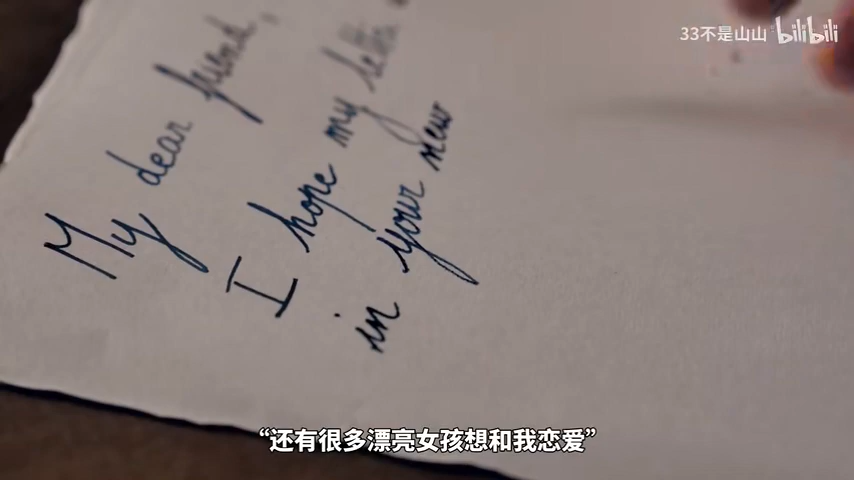 33不是山山 bilibili
My dear friend,
I hope my letter
in your new
“还有很多漂亮女孩想和我恋爱”